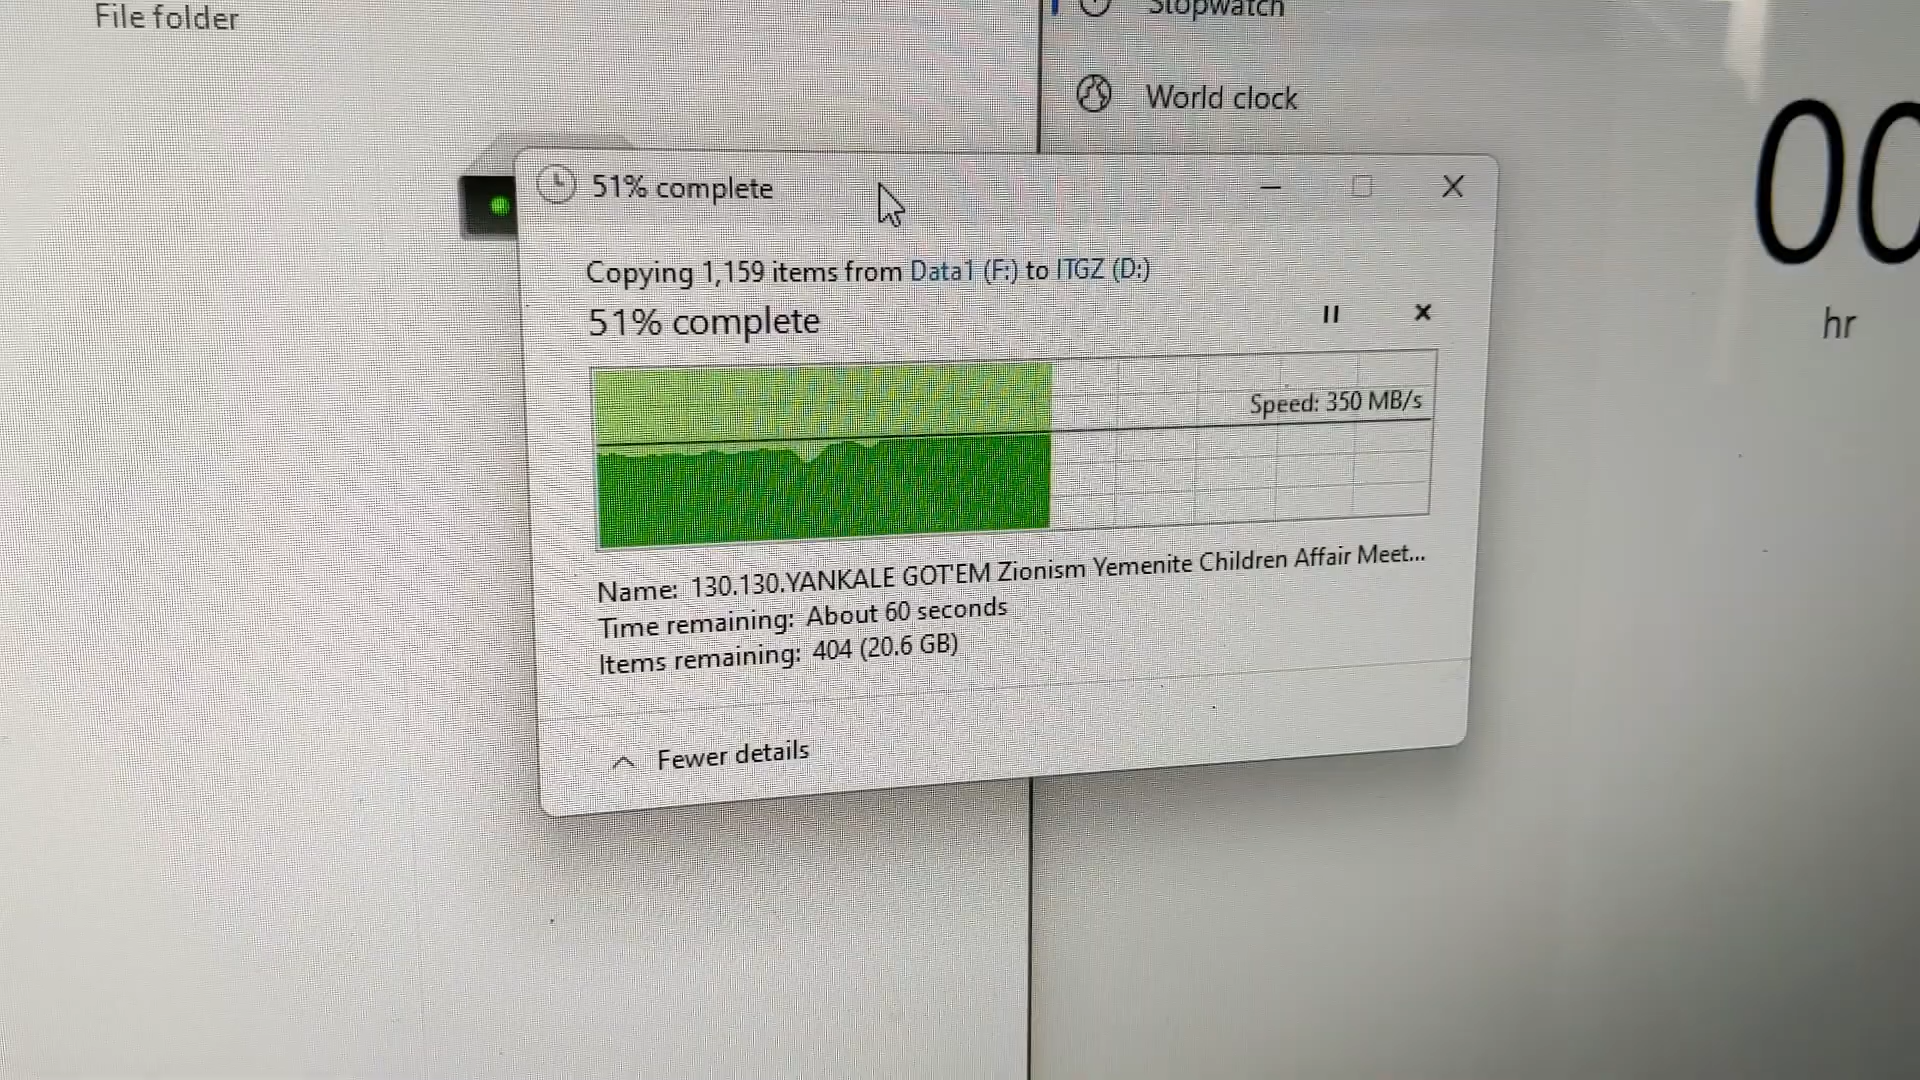 File folder
Stopwatch
World clock
00
hr
51% complete
Copying 1,159 items from Data1 (F:) to ITGZ (D:)
51% complete
Speed: 350 MB/s
Name: 130.130.YANKALE GOT'EM Zionism Yemenite Children Affair Meet...
Time remaining: About 60 seconds
Items remaining: 404 (20.6 GB)
Fewer details